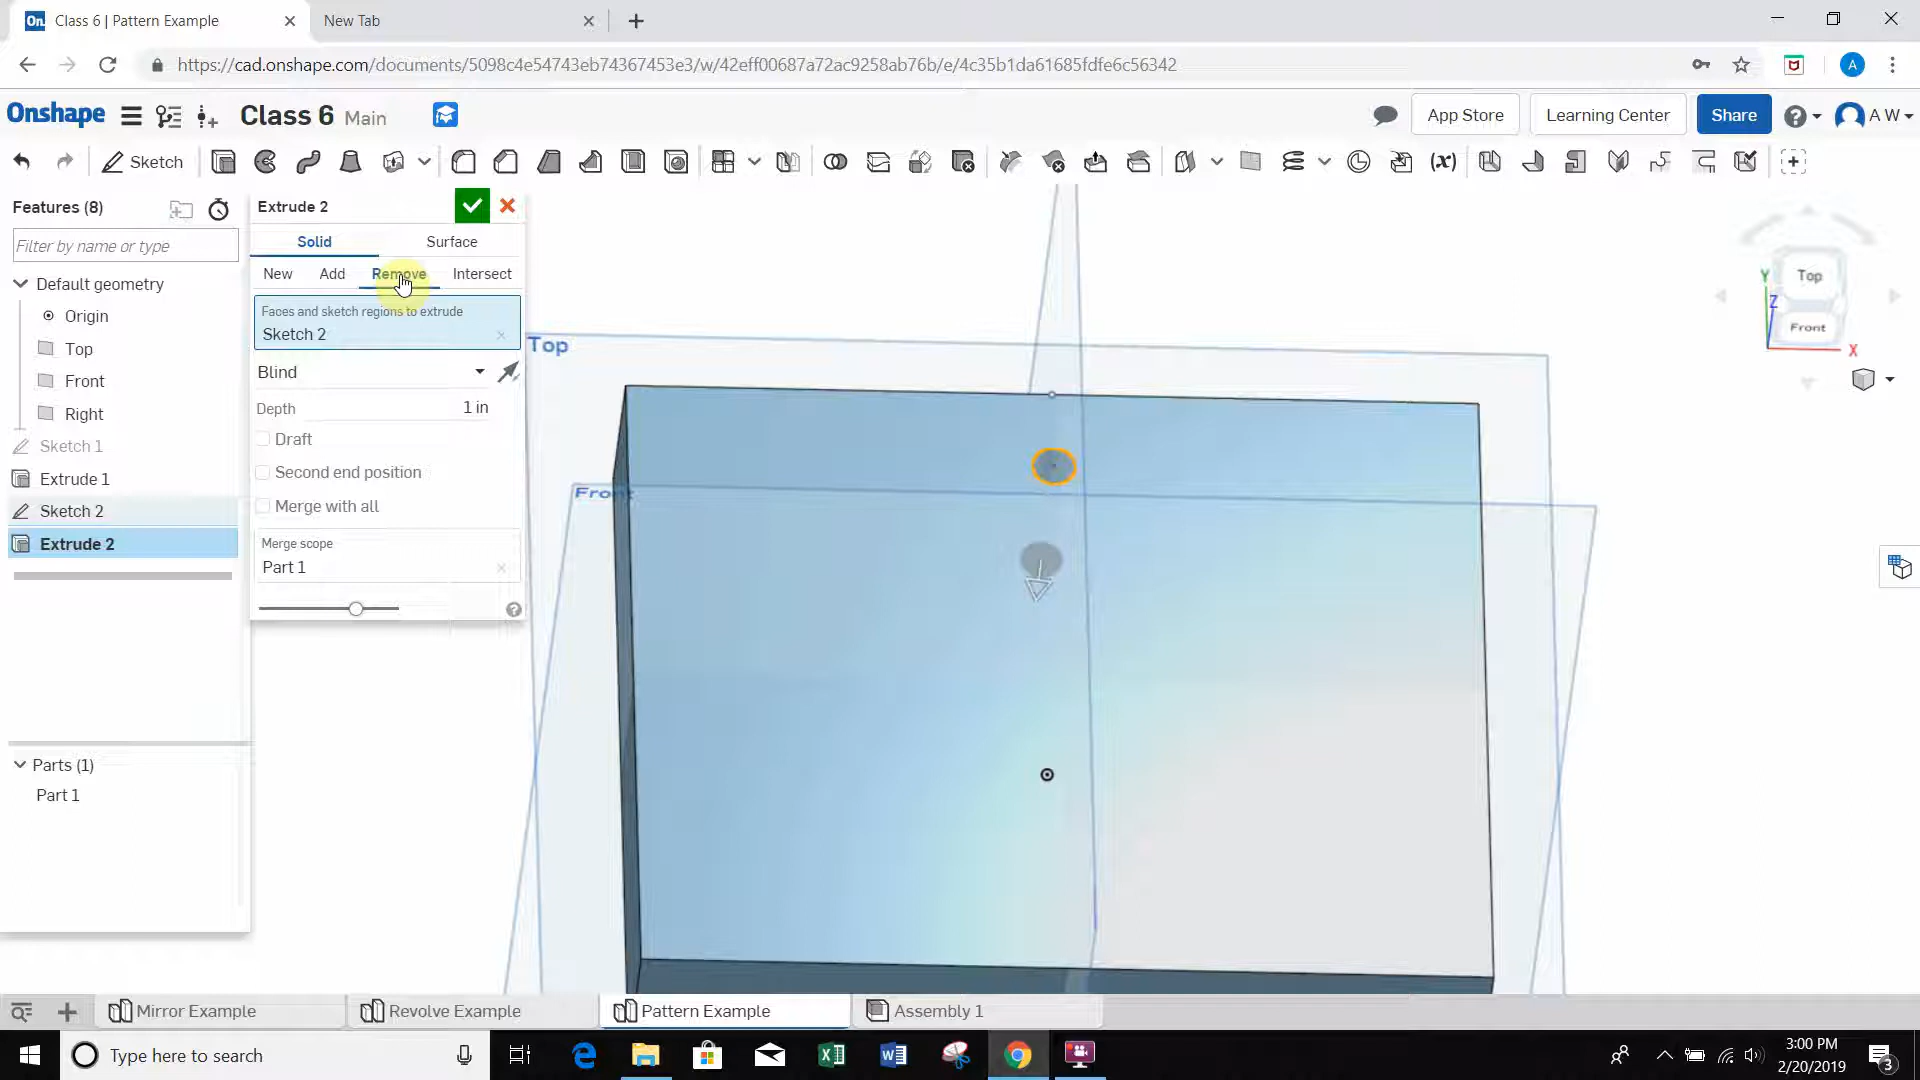 Class 6 | Pattern Example
New Tab
https://cad.onshape.com/documents/5098c4e54743eb74367453e3/w/42eff00687a72ac9258ab76b/e/4c35b1da61685fdfe6c56342
A
Onshape
Class 6 Main
App Store
Learning Center
Share
A W
Sketch
(x)
Features (8)
Filter by name or type
Default geometry
Origin
Top
Front
Right
Sketch 1
Extrude 1
Sketch 2
Extrude 2
Parts (1)
Part 1
Extrude 2
Solid
Surface
New
Add
Remove
Intersect
Faces and sketch regions to extrude
Sketch 2
Blind
Depth
1 in
Draft
Second end position
Merge with all
Merge scope
Part 1
Top
Front
Top
Front
Y
Z
X
Mirror Example
Revolve Example
Pattern Example
Assembly 1
Type here to search
3:00 PM
2/20/2019
3